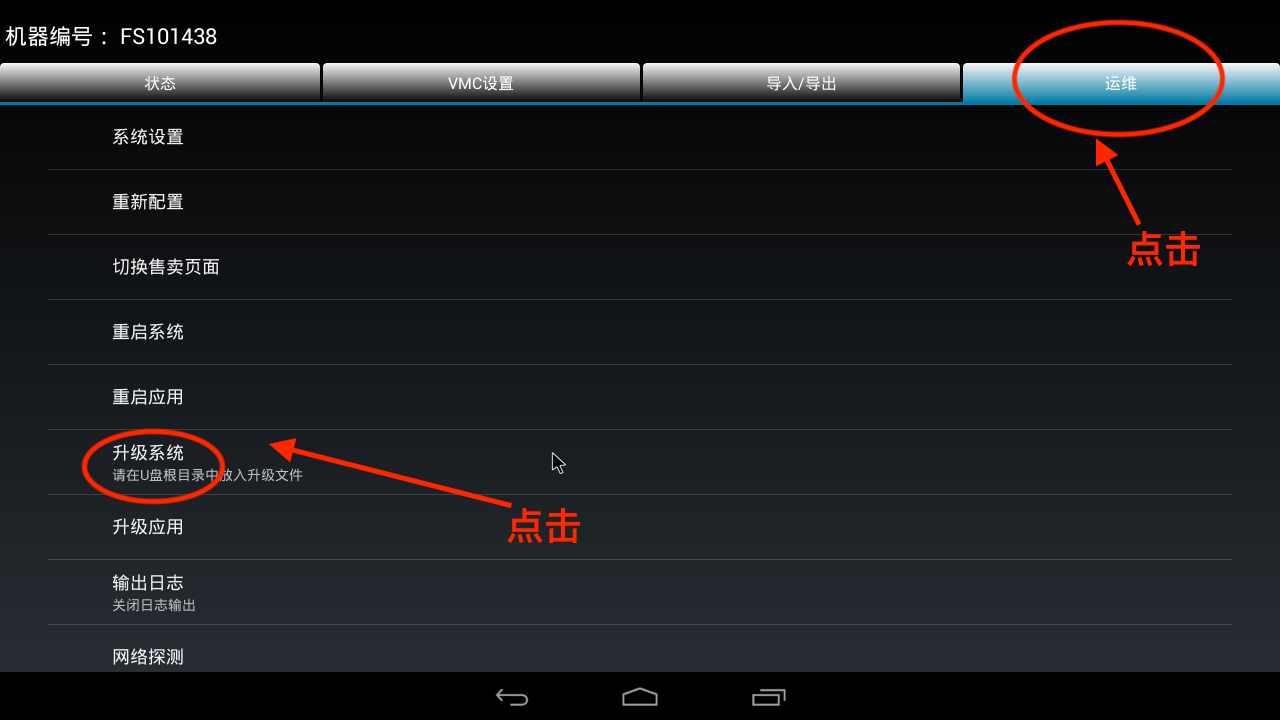 机器编号： FS101438
状态
VMC设置
导入/导出
运维
系统设置
重新配置
切换售卖页面
点击
重启系统
重启应用
升级系统
请在U盘根目录中放入升级文件
点击
升级应用
输出日志
关闭日志输出
网络探测